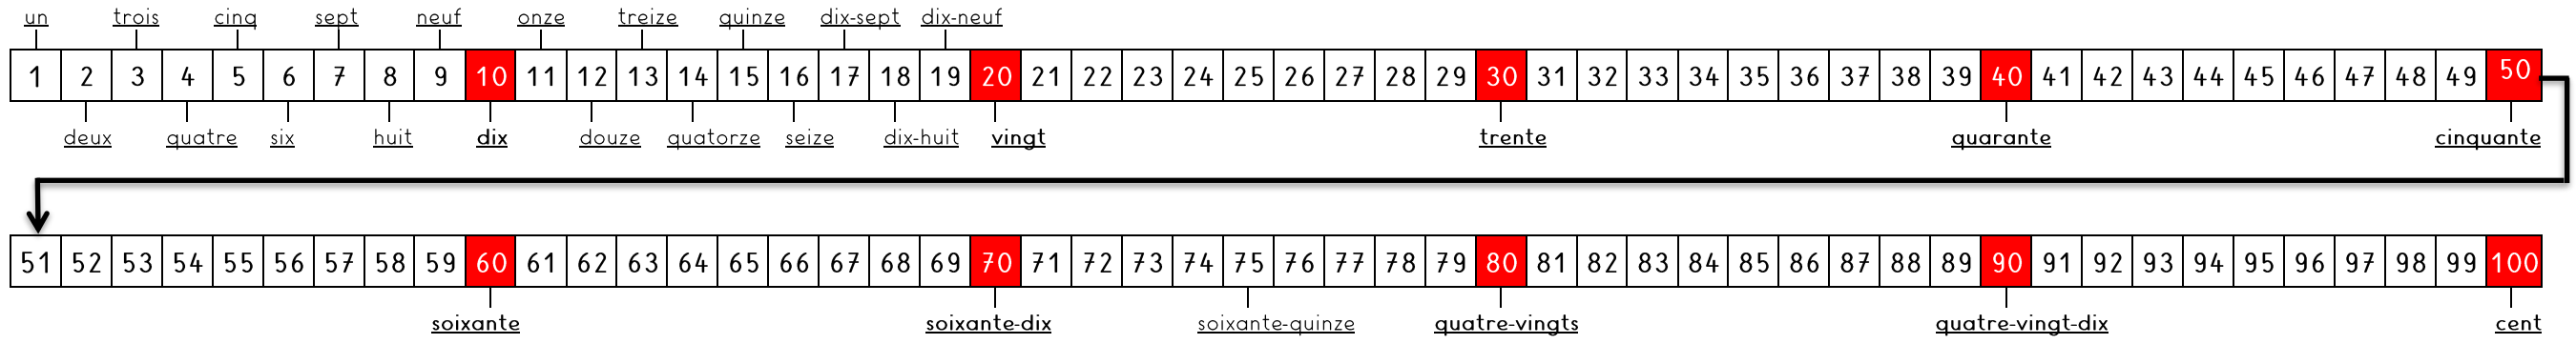 un trois cinq sept neuf onze treize quinze dix-sept dix-neuf
1 2 3 4 5 6 7 8 9 10 11 12 13 14 15 16 17 18 19 20 21 22 23 24 25 26 27 28 29 30 31 32 33 34 35 36 37 38 39 40 41 42 43 44 45 46 47 48 49 50
deux quatre six huit dix douze quatorze seize dix-huit vingt trente quarante cinquante
51 52 53 54 55 56 57 58 59 60 61 62 63 64 65 66 67 68 69 70 71 72 73 74 75 76 77 78 79 80 81 82 83 84 85 86 87 88 89 90 91 92 93 94 95 96 97 98 99 100
soixante soixante-dix soixante-quinze quatre-vingts quatre-vingt-dix cent